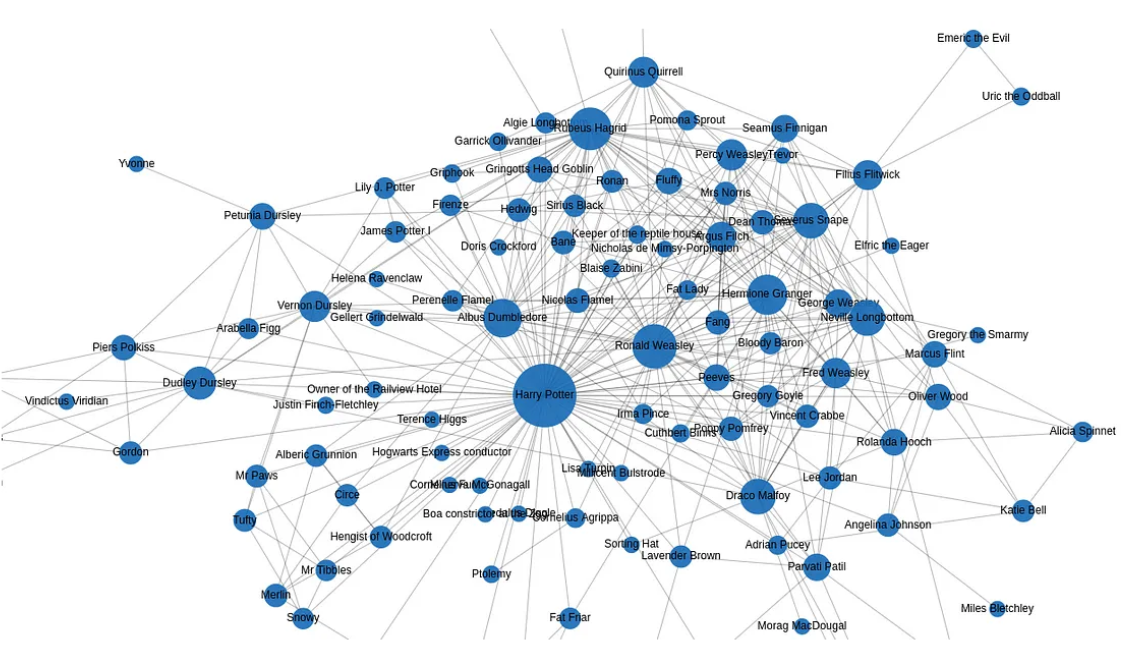 Emeric the Evil
Quirinus Quirrell
Uric the Oddball
Algie Longbottom
Rubeus Hagrid
Pomona Sprout
Seamus Finnigan
Garrick Ollivander
Percy Weasley
Trevor
Yvonne
Griphook
Gringotts Head Goblin
Ronan
Fluffy
Filius Flitwick
Lily J. Potter
Mrs Norris
Firenze
Hedwig
Sirius Black
Petunia Dursley
Dean Thomas
Severus Snape
James Potter I
Keeper of the reptile house
Argus Filch
Doris Crockford
Bane
Nicholas de Mimsy-Porpington
Elfric the Eager
Blaise Zabini
Helena Ravenclaw
Fat Lady
Hermione Granger
Perenelle Flamel
Nicolas Flamel
George Weasley
Vernon Dursley
Gellert Grindelwald
Albus Dumbledore
Fang
Neville Longbottom
Arabella Figg
Gregory the Smarmy
Piers Polkiss
Ronald Weasley
Bloody Baron
Marcus Flint
Dudley Dursley
Peeves
Fred Weasley
Owner of the Railview Hotel
Harry Potter
Gregory Goyle
Oliver Wood
Vindictus Viridian
Justin Finch-Fletchley
Terence Higgs
Irma Pince
Vincent Crabbe
Cuthbert Binns
Poppy Pomfrey
Alicia Spinnet
Rolanda Hooch
Gordon
Alberic Grunnion
Hogwarts Express conductor
Mr Paws
Lisa Turpin
Millicent Bulstrode
Lee Jordan
Minerva McGonagall
Circe
Draco Malfoy
Boa constrictor at the Zoo
Cornelius Agrippa
Katie Bell
Tufty
Angelina Johnson
Hengist of Woodcroft
Sorting Hat
Adrian Pucey
Lavender Brown
Mr Tibbles
Ptolemy
Parvati Patil
Merlin
Miles Bletchley
Snowy
Fat Friar
Morag MacDougal